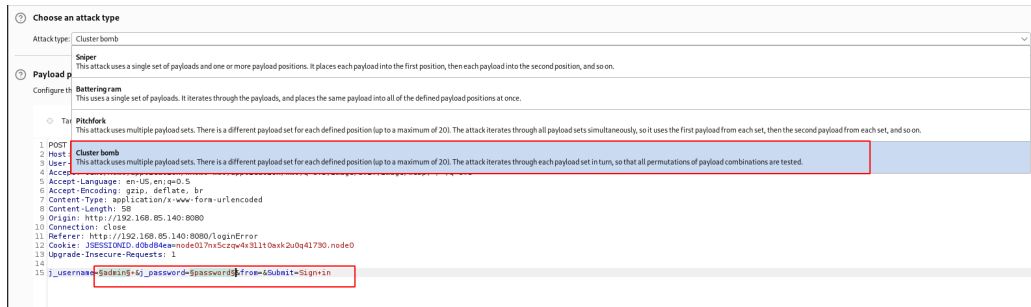 Choose an attack type
Attack type: Cluster bomb
Sniper
This attack uses a single set of payloads and one or more payload positions. It places each payload into the first position, then each payload into the second position, and so on.
Payload p
Configure th
Battering ram
This uses a single set of payloads. It iterates through the payloads, and places the same payload into all of the defined payload positions at once.
Ta
Pitchfork
This attack uses multiple payload sets. There is a different payload set for each defined position (up to a maximum of 20). The attack iterates through all payload sets simultaneously, so it uses the first payload from each set, then the second payload from each set, and so on.
Cluster bomb
This attack uses multiple payload sets. There is a different payload set for each defined position (up to a maximum of 20). The attack iterates through each payload set in turn, so that all permutations of payload combinations are tested.
1 POST
2 Host:
3 User-
4 Accep
5 Accept-Language: en-US,en;q=0.5
6 Accept-Encoding: gzip, deflate, br
7 Content-Type: application/x-www-form-urlencoded
8 Content-Length: 58
9 Origin: http://192.168.85.140:8080
10 Connection: close
11 Referer: http://192.168.85.140:8080/loginError
12 Cookie: JSESSIONID.d0bd84ea=node017nx5czqw4x311t0axk2u0q41730.node0
13 Upgrade-Insecure-Requests: 1
14
15 j_username=§admin§+&j_password=§password§&from=&Submit=Sign+in